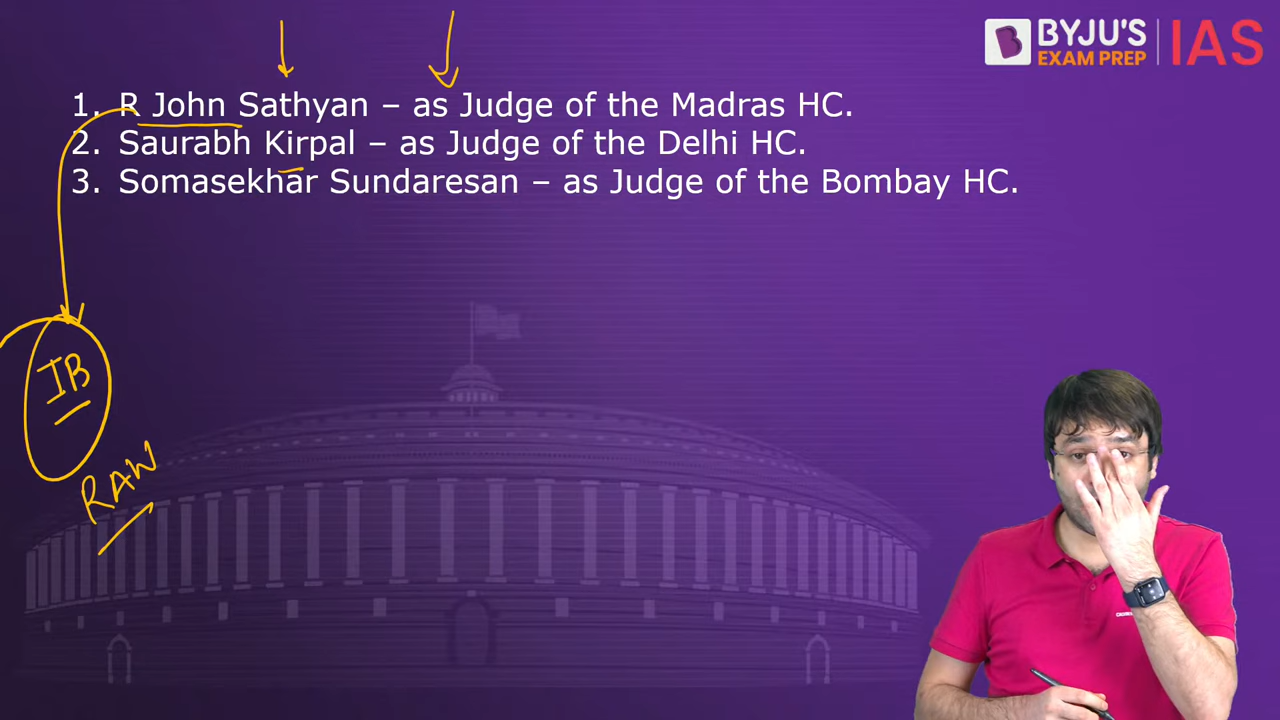 BYJU'S
EXAM PREP
IAS
1. R John Sathyan – as Judge of the Madras HC.
2. Saurabh Kirpal – as Judge of the Delhi HC.
3. Somasekhar Sundaresan – as Judge of the Bombay HC.
IB
RAW